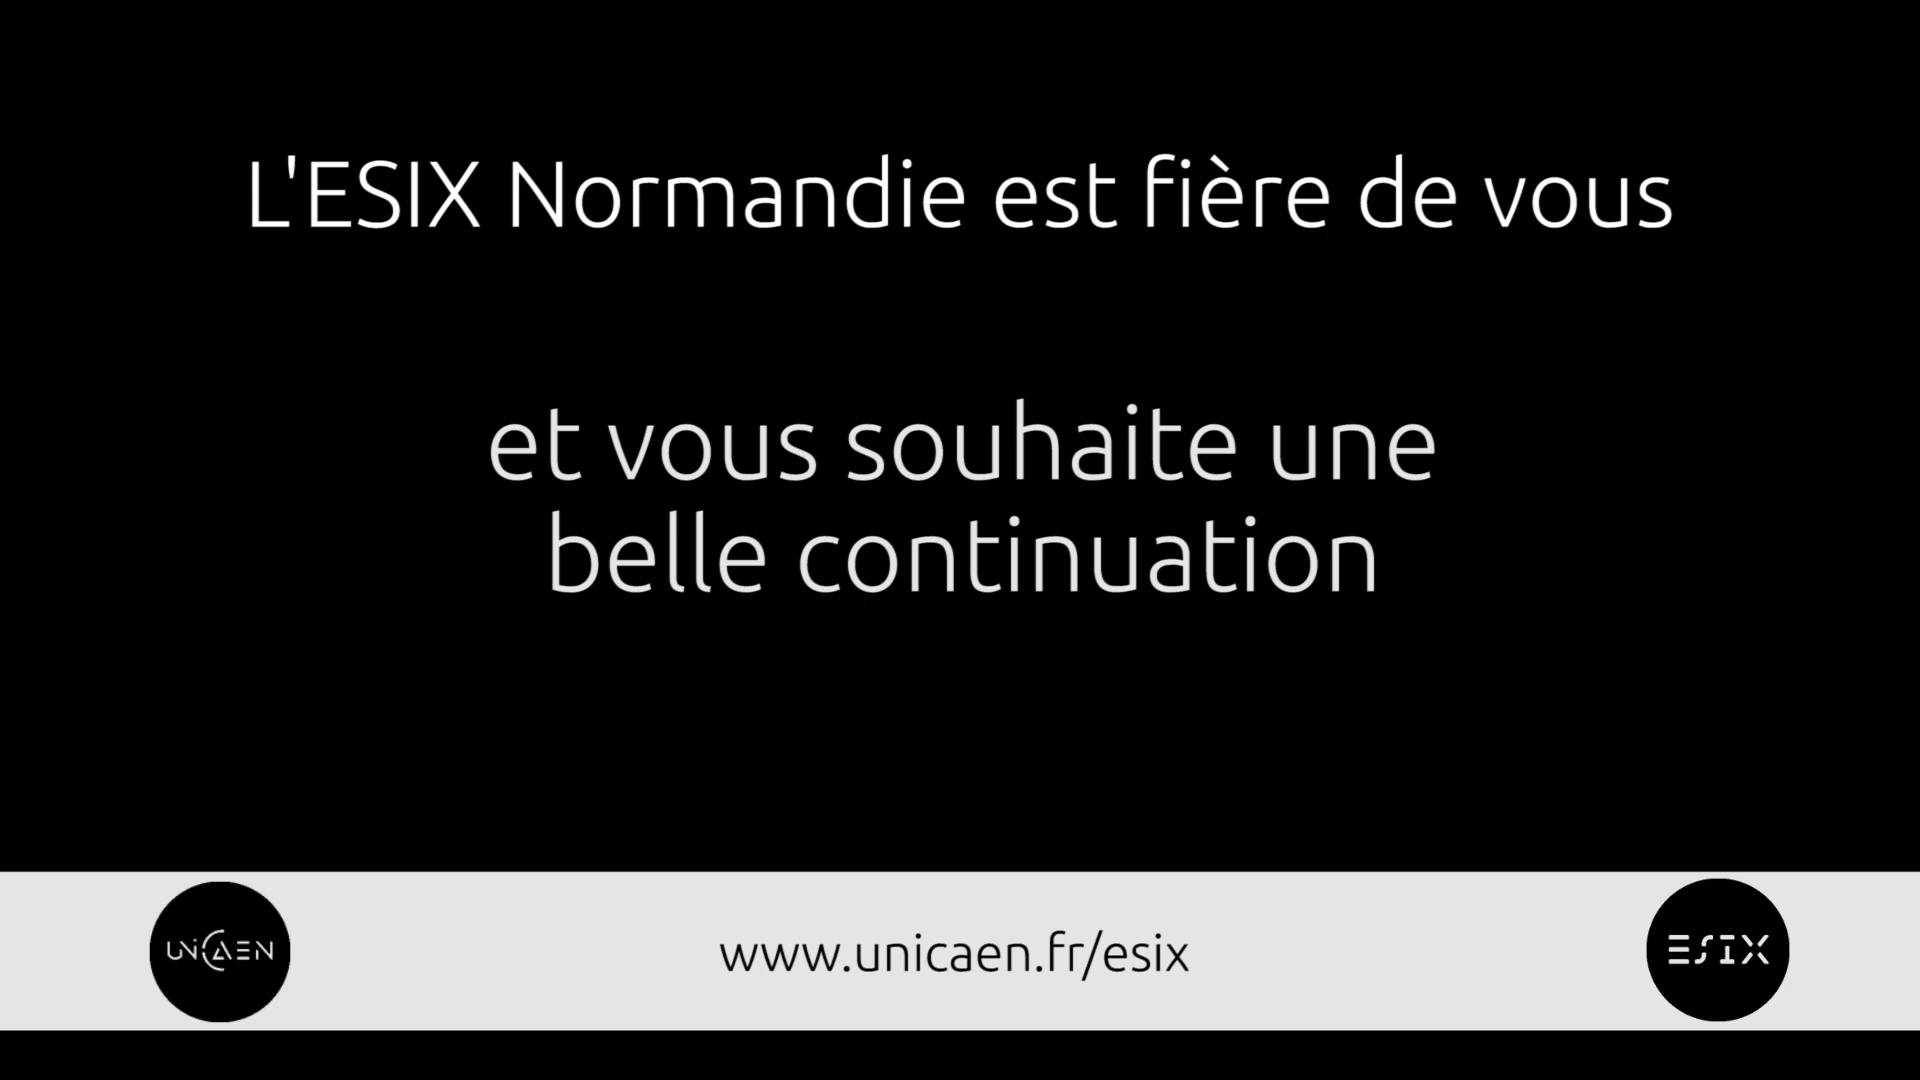 L'ESIX Normandie est fière de vous
et vous souhaite une
belle continuation
UNICAEN
www.unicaen.fr/esix
ESIX